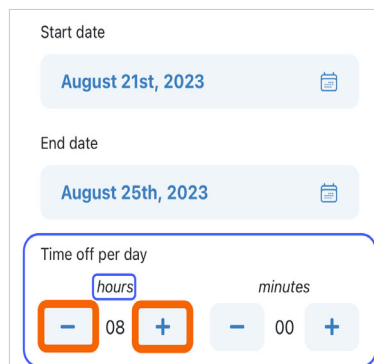 Start date
August 21st, 2023
End date
August 25th, 2023
Time off per day
hours minutes
− 08 + − 00 +